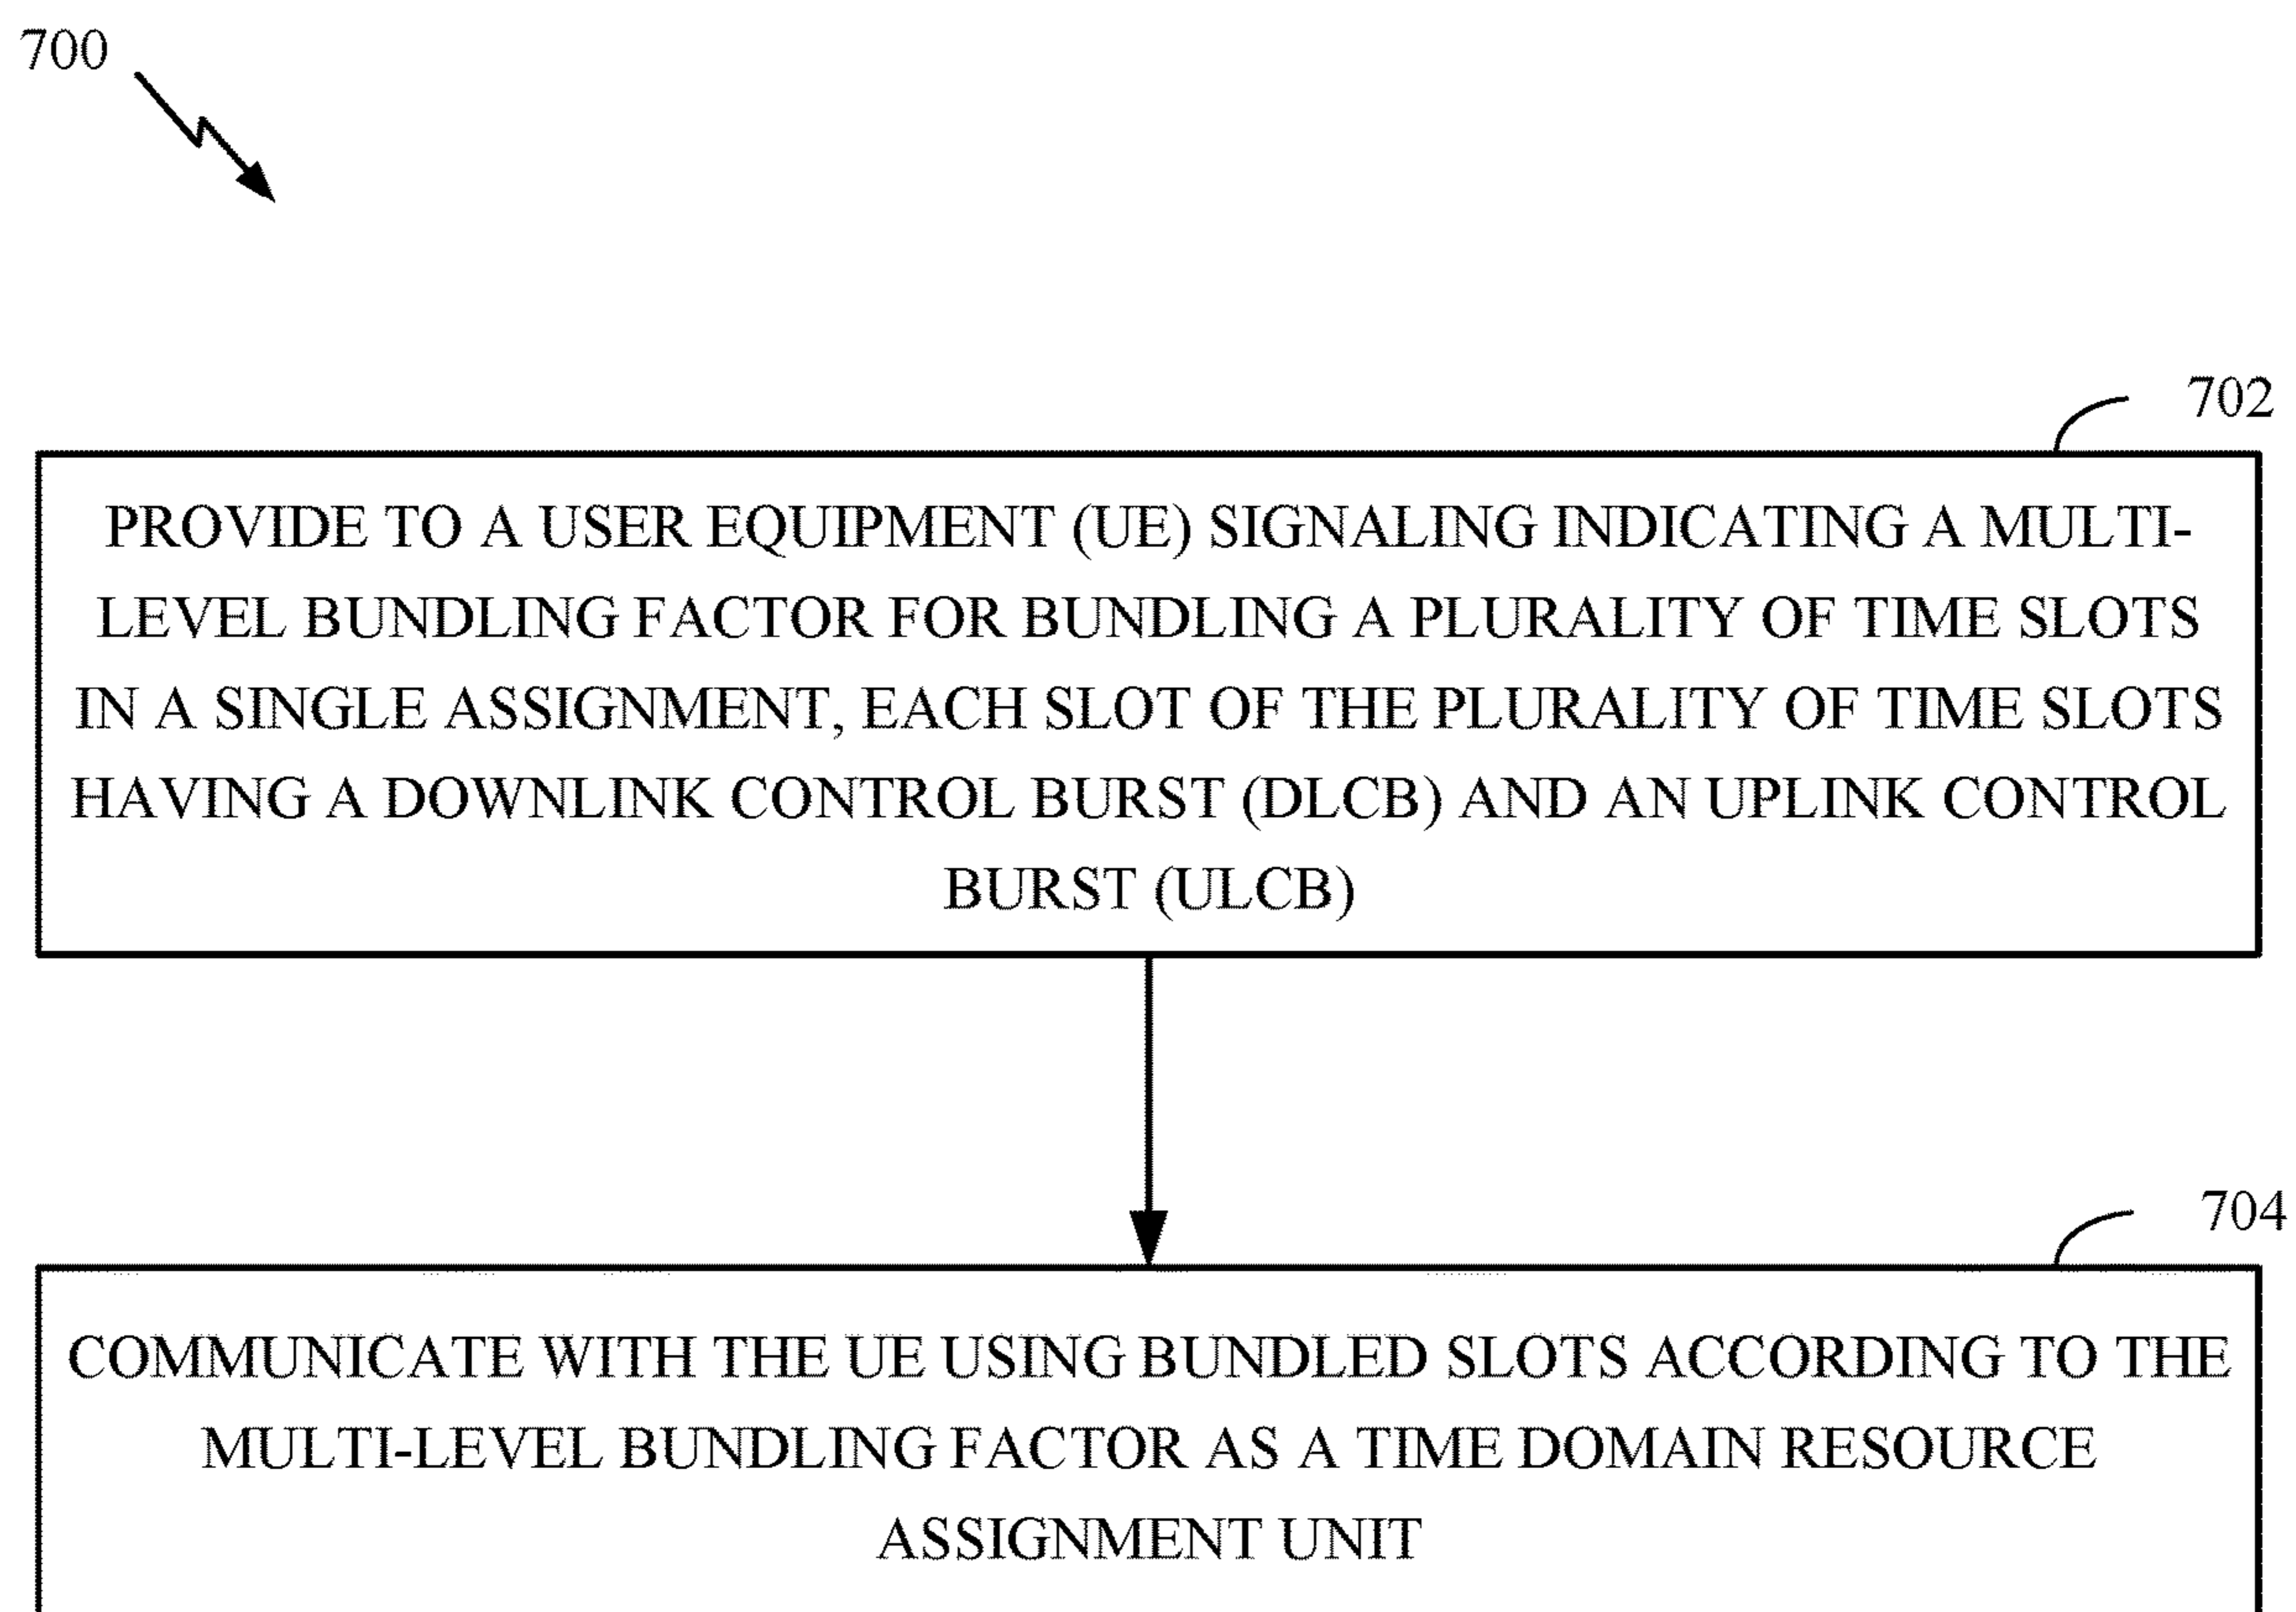 700
702
PROVIDE TO A USER EQUIPMENT (UE) SIGNALING INDICATING A MULTI-
LEVEL BUNDLING FACTOR FOR BUNDLING A PLURALITY OF TIME SLOTS
IN A SINGLE ASSIGNMENT, EACH SLOT OF THE PLURALITY OF TIME SLOTS
HAVING A DOWNLINK CONTROL BURST (DLCB) AND AN UPLINK CONTROL
BURST (ULCB)
704
COMMUNICATE WITH THE UE USING BUNDLED SLOTS ACCORDING TO THE
MULTI-LEVEL BUNDLING FACTOR AS A TIME DOMAIN RESOURCE
ASSIGNMENT UNIT